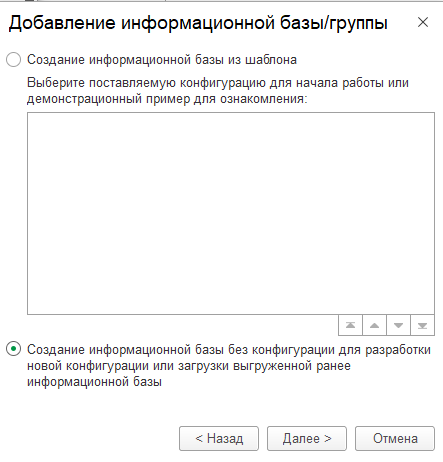 Добавление информационной базы/группы
Создание информационной базы из шаблона
Выберите поставляемую конфигурацию для начала работы или
демонстрационный пример для ознакомления:
Создание информационной базы без конфигурации для разработки
новой конфигурации или загрузки выгруженной ранее
информационной базы
< Назад
Далее >
Отмена